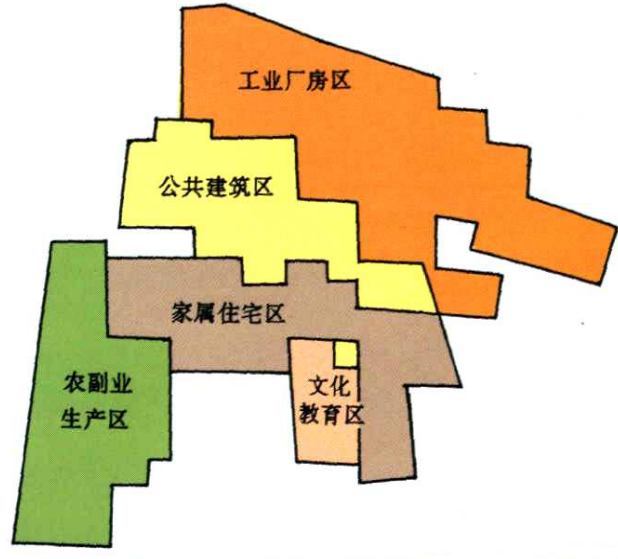 工业厂房区
公共建筑区
家属住宅区
农副业
生产区
文化
教育区